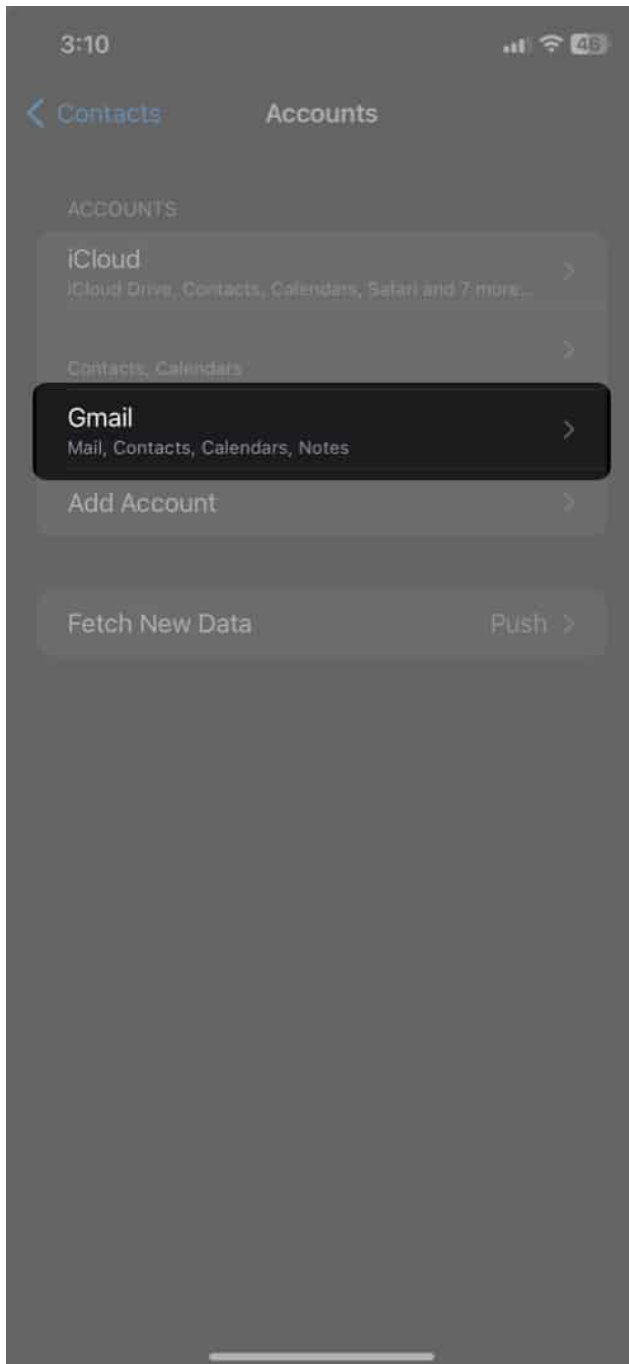 3:10
46
Contacts
Accounts
ACCOUNTS
iCloud
iCloud Drive, Contacts, Calendars, Safari and 7 more...
Contacts, Calendars
Gmail
Mail, Contacts, Calendars, Notes
Add Account
Fetch New Data
Push